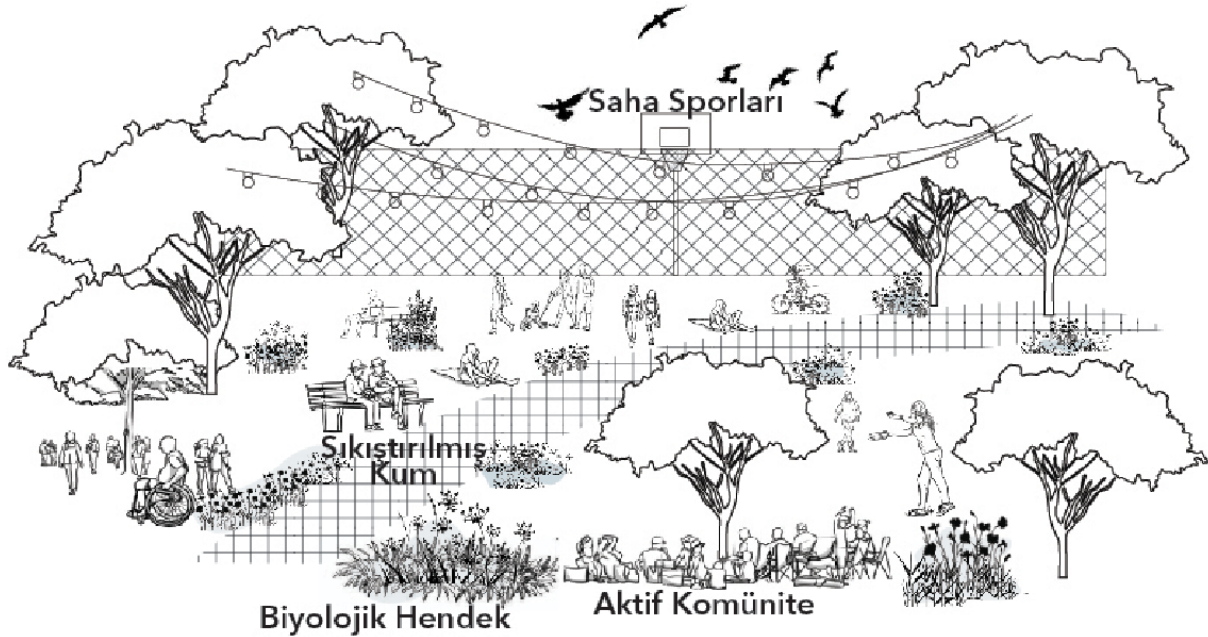 Saha Sporları
Sıkıştırılmış
Kum
Aktif Komünite
Biyolojik Hendek